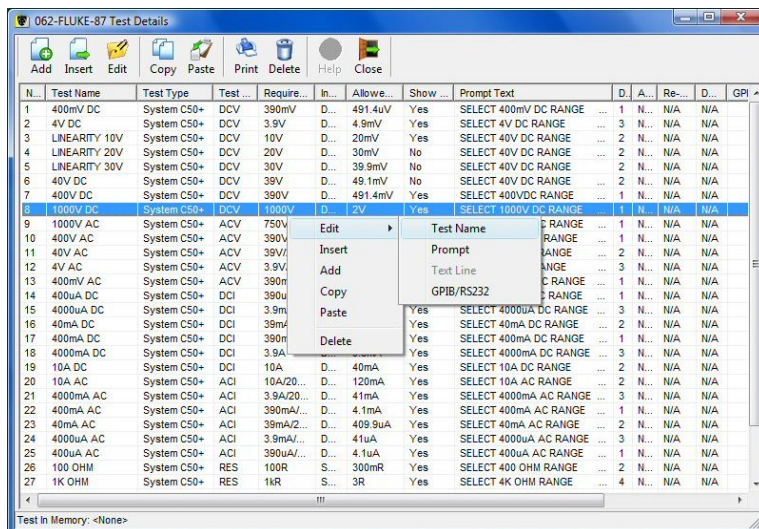 062-FLUKE-87 Test Details
Add Insert Edit Copy Paste Print Delete Help Close
N... Test Name Test Type Test ... Require... In... Allowe... Show ... Prompt Text D. A... Re-... D... GPI
1 400mV DC System C50+ DCV 390mV D... 491.4uV Yes SELECT 400mV DC RANGE ... 1 N... N/A N/A
2 4V DC System C50+ DCV 3.9V D... 4.9mV Yes SELECT 4V DC RANGE ... 3 N... N/A N/A
3 LINEARITY 10V System C50+ DCV 10V D... 20mV Yes SELECT 40V DC RANGE ... 2 N... N/A N/A
4 LINEARITY 20V System C50+ DCV 20V D... 30mV No SELECT 40V DC RANGE ... 2 N... N/A N/A
5 LINEARITY 30V System C50+ DCV 30V D... 39.9mV No SELECT 40V DC RANGE ... 2 N... N/A N/A
6 40V DC System C50+ DCV 39V D... 49.1mV No SELECT 40V DC RANGE ... 2 N... N/A N/A
7 400V DC System C50+ DCV 390V D... 491.4mV Yes SELECT 400VDC RANGE ... 1 N... N/A N/A
8 1000V DC System C50+ DCV 1000V D... 2V Yes SELECT 1000V DC RANGE ... 1 N... N/A N/A
9 1000V AC System C50+ ACV 750V C RANGE ... 1 N... N/A N/A
10 400V AC System C50+ ACV 390V RANGE ... 1 N... N/A N/A
11 40V AC System C50+ ACV 39V/ RANGE ... 2 N... N/A N/A
12 4V AC System C50+ ACV 3.9V ANGE ... 3 N... N/A N/A
13 400mV AC System C50+ ACV 390m C RANGE ... 1 N... N/A N/A
14 400uA DC System C50+ DCI 390u C RANGE ... 1 N... N/A N/A
15 4000uA DC System C50+ DCI 3.9m Yes SELECT 4000uA DC RANGE ... 3 N... N/A N/A
16 40mA DC System C50+ DCI 39m Yes SELECT 40mA DC RANGE ... 2 N... N/A N/A
17 400mA DC System C50+ DCI 390m Yes SELECT 400mA DC RANGE ... 1 N... N/A N/A
18 4000mA DC System C50+ DCI 3.9A Yes SELECT 4000mA DC RANGE ... 3 N... N/A N/A
19 10A DC System C50+ DCI 10A D... 40mA Yes SELECT 10A DC RANGE ... 2 N... N/A N/A
20 10A AC System C50+ ACI 10A/20... D... 120mA Yes SELECT 10A AC RANGE ... 2 N... N/A N/A
21 4000mA AC System C50+ ACI 3.9A/20... D... 41mA Yes SELECT 4000mA AC RANGE ... 3 N... N/A N/A
22 400mA AC System C50+ ACI 390mA/... D... 4.1mA Yes SELECT 400mA AC RANGE ... 1 N... N/A N/A
23 40mA AC System C50+ ACI 39mA/2... D... 409.9uA Yes SELECT 40mA AC RANGE ... 2 N... N/A N/A
24 4000uA AC System C50+ ACI 3.9mA/... D... 41uA Yes SELECT 4000uA AC RANGE ... 3 N... N/A N/A
25 400uA AC System C50+ ACI 390uA/... D... 4.1uA Yes SELECT 400uA AC RANGE ... 1 N... N/A N/A
26 100 OHM System C50+ RES 100R S... 300mR Yes SELECT 400 OHM RANGE ... 2 N... N/A N/A
27 1K OHM System C50+ RES 1kR S... 3R Yes SELECT 4K OHM RANGE ... 4 N... N/A N/A
Edit
Insert
Add
Copy
Paste
Delete
Test Name
Prompt
Text Line
GPIB/RS232
Test In Memory: <None>